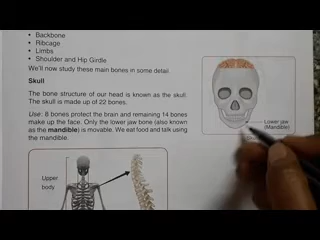 • Backbone
• Ribcage
• Limbs
• Shoulder and Hip Girdle
We'll now study these main bones in some detail.
Skull
The bone structure of our head is known as the skull.
The skull is made up of 22 bones.
Use: 8 bones protect the brain and remaining 14 bones
make up the face. Only the lower jaw bone (also known
as the mandible) is movable. We eat food and talk using
the mandible.
Lower jaw
(Mandible)
Upper
body